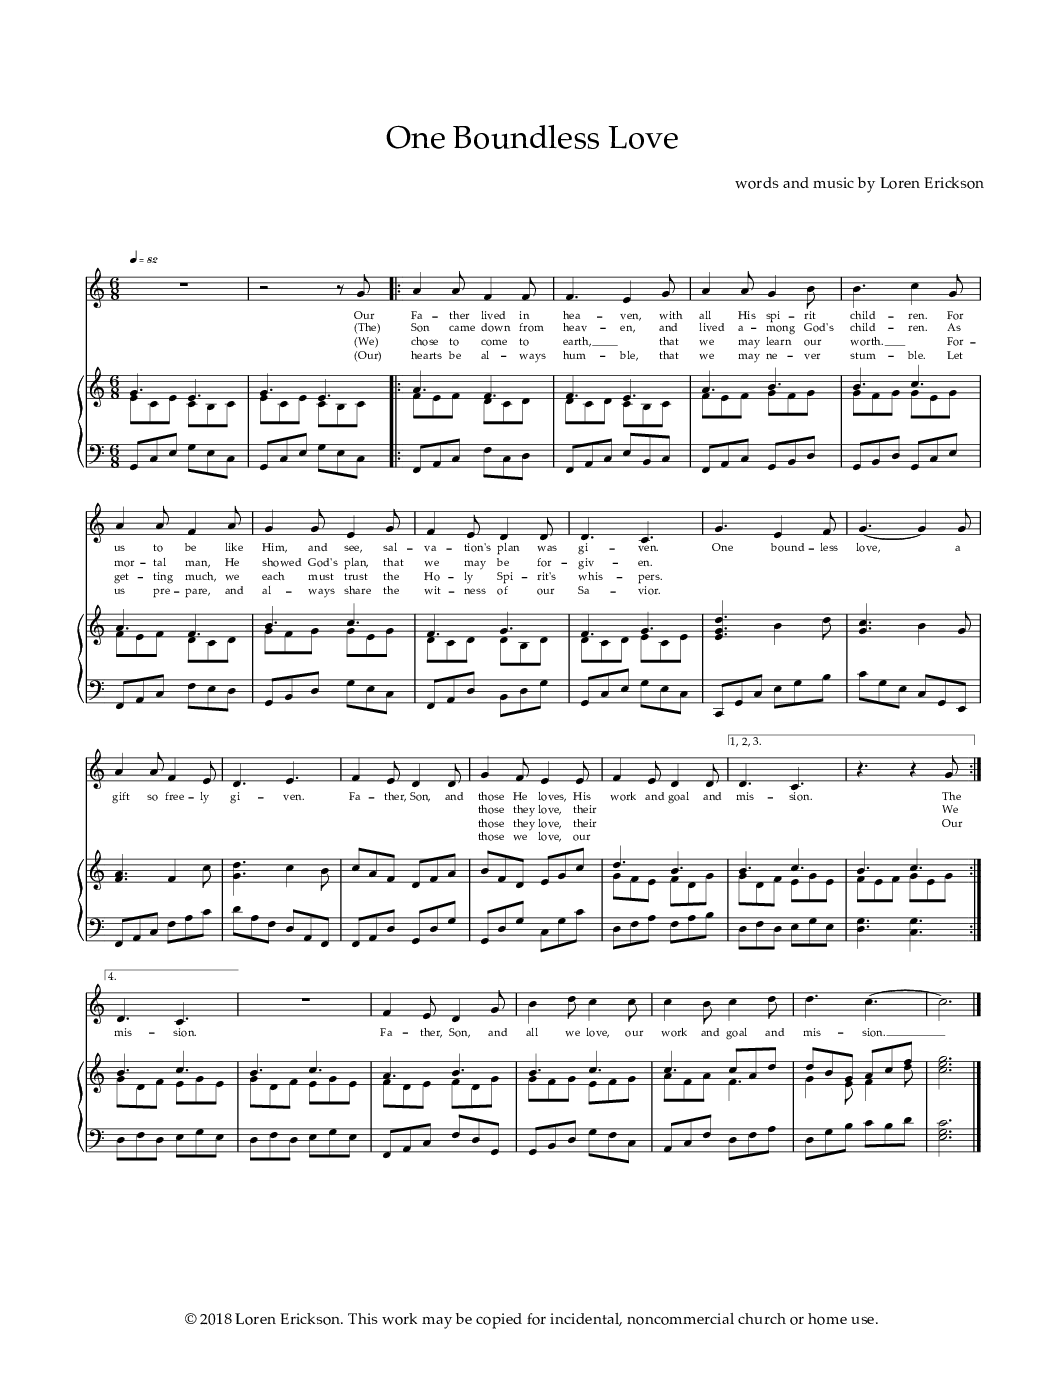 One Boundless Love
words and music by Loren Erickson
= 82
Our Fa - ther lived in hea - ven, with all His spi - rit child - ren. For
(The) Son came down from heav - en, and lived a - mong God's child - ren. As
(We) chose to come to earth, that we may learn our worth. For -
(Our) hearts be al - ways hum - ble, that we may ne - ver stum - ble. Let
us to be like Him, and see, sal - va - tion's plan was gi - ven. One bound - less love, a
mor - tal man, He showed God's plan, that we may be for - giv - en.
get - ting much, we each must trust the Ho - ly Spi - rit's whis - pers.
us pre - pare, and al - ways share the wit - ness of our Sa - vior.
1, 2, 3.
gift so free - ly gi - ven. Fa - ther, Son, and those He loves, His work and goal and mis - sion. The
those they love, their We
those they love, their Our
those we love, our
4.
mis - sion. Fa - ther, Son, and all we love, our work and goal and mis - sion.
© 2018 Loren Erickson. This work may be copied for incidental, noncommercial church or home use.